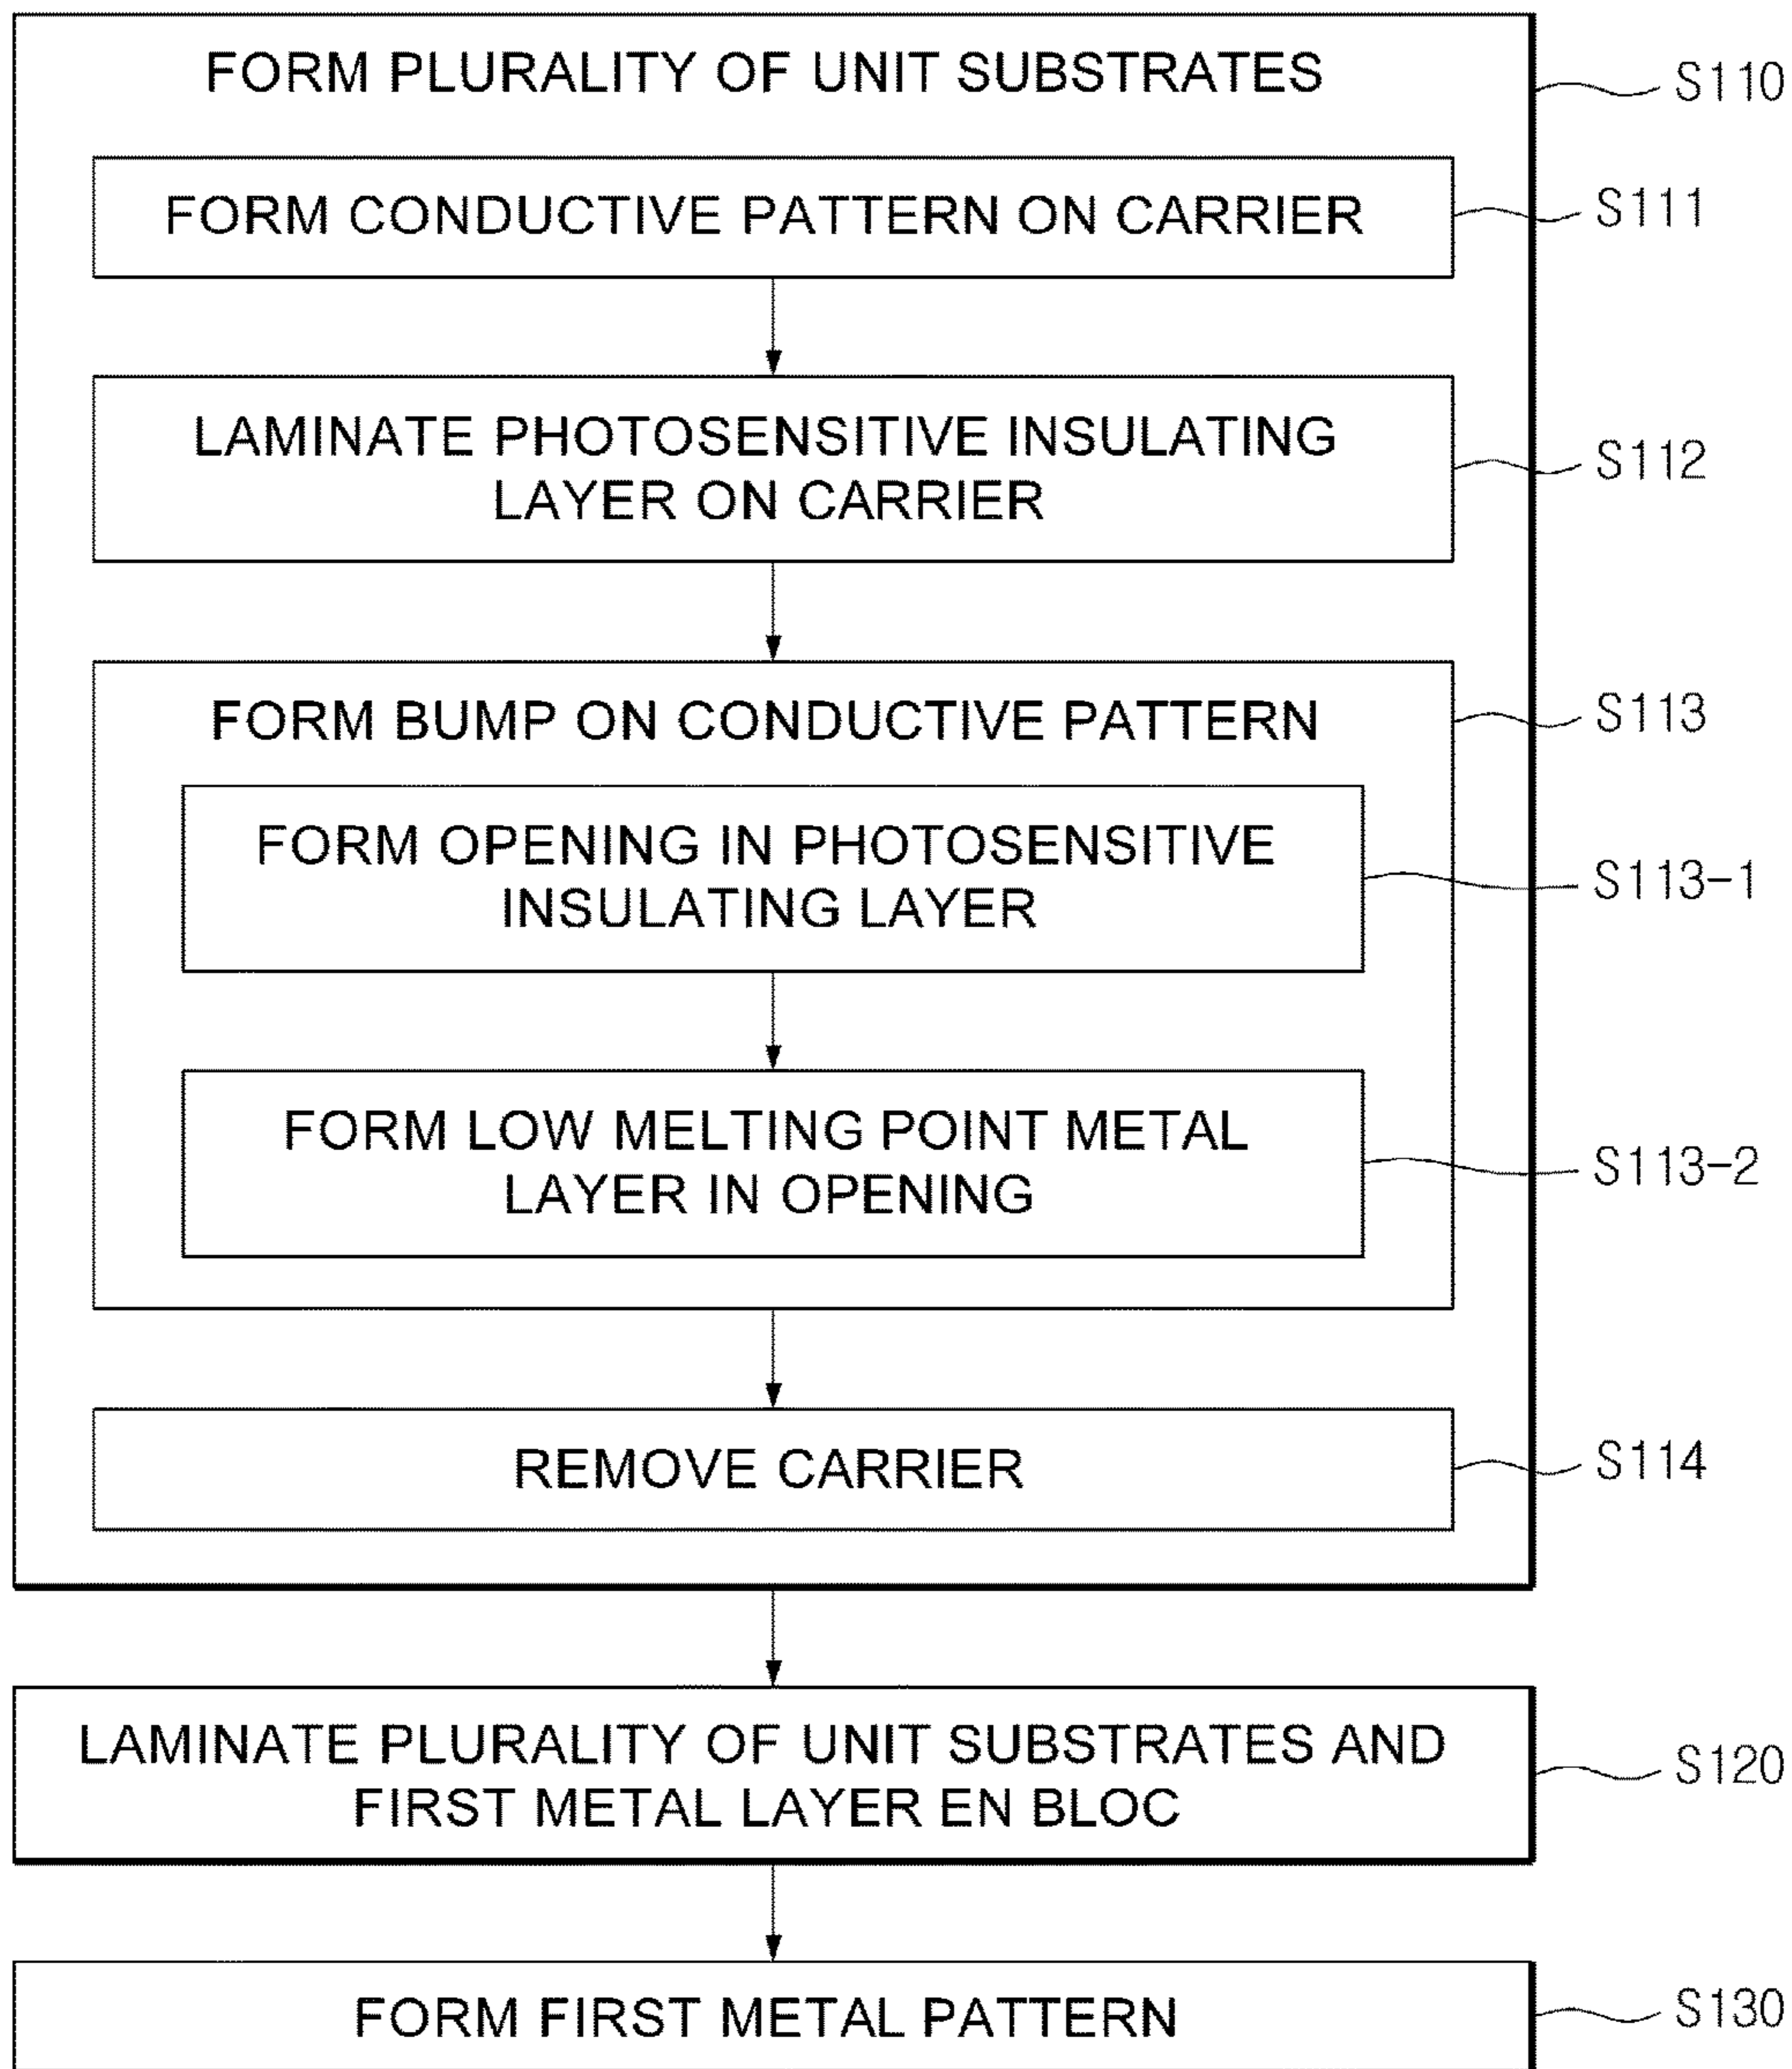 FORM PLURALITY OF UNIT SUBSTRATES
S110
FORM CONDUCTIVE PATTERN ON CARRIER
S111
LAMINATE PHOTOSENSITIVE INSULATING
LAYER ON CARRIER
S112
FORM BUMP ON CONDUCTIVE PATTERN
S113
FORM OPENING IN PHOTOSENSITIVE
INSULATING LAYER
S113-1
FORM LOW MELTING POINT METAL
LAYER IN OPENING
S113-2
REMOVE CARRIER
S114
LAMINATE PLURALITY OF UNIT SUBSTRATES AND
FIRST METAL LAYER EN BLOC
S120
FORM FIRST METAL PATTERN
S130